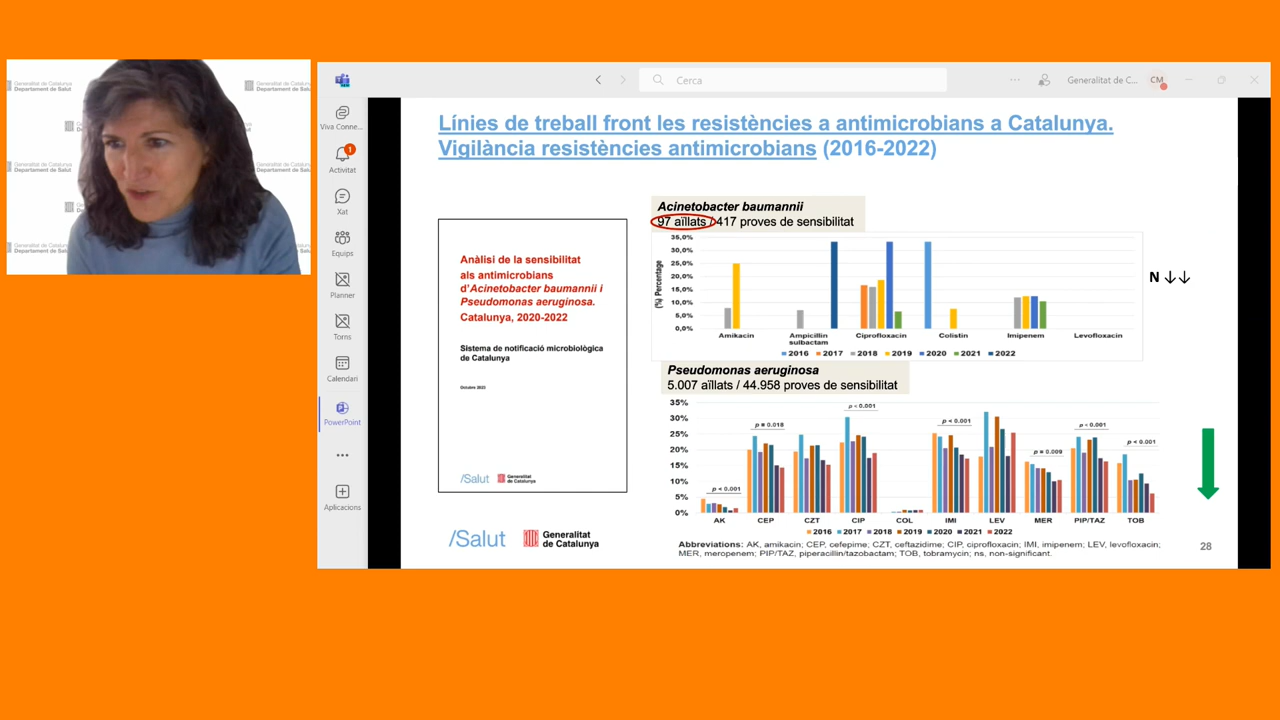 Generalitat de Catalunya
Departament de Salut
Cerca
Generalitat de C...
CM
Viva Conne...
1
Activitat
Xat
Equips
Planner
Torns
Calendari
PowerPoint
Aplicacions
Línies de treball front les resistències a antimicrobians a Catalunya.
Vigilància resistències antimicrobians (2016-2022)
Anàlisi de la sensibilitat
als antimicrobians
d'Acinetobacter baumannii i
Pseudomonas aeruginosa.
Catalunya, 2020-2022
Sistema de notificació microbiològica
de Catalunya
Octubre 2023
/Salut Generalitat de Catalunya
/Salut Generalitat
de Catalunya
Acinetobacter baumannii
97 aïllats / 417 proves de sensibilitat
(%) Percentage
35,0%
30,0%
25,0%
20,0%
15,0%
10,0%
5,0%
0,0%
Amikacin Ampicillin sulbactam Ciprofloxacin Colistin Imipenem Levofloxacin
2016 2017 2018 2019 2020 2021 2022
N ↓↓
Pseudomonas aeruginosa
5.007 aïllats / 44.958 proves de sensibilitat
35%
30%
25%
20%
15%
10%
5%
0%
p < 0.001
p = 0.018
p < 0.001
p < 0.001
p = 0.009
p < 0.001
p < 0.001
AK CEP CZT CIP COL IMI LEV MER PIP/TAZ TOB
2016 2017 2018 2019 2020 2021 2022
Abbreviations: AK, amikacin; CEP, cefepime; CZT, ceftazidime; CIP, ciprofloxacin; IMI, imipenem; LEV, levofloxacin;
MER, meropenem; PIP/TAZ, piperacillin/tazobactam; TOB, tobramycin; ns, non-significant.
28